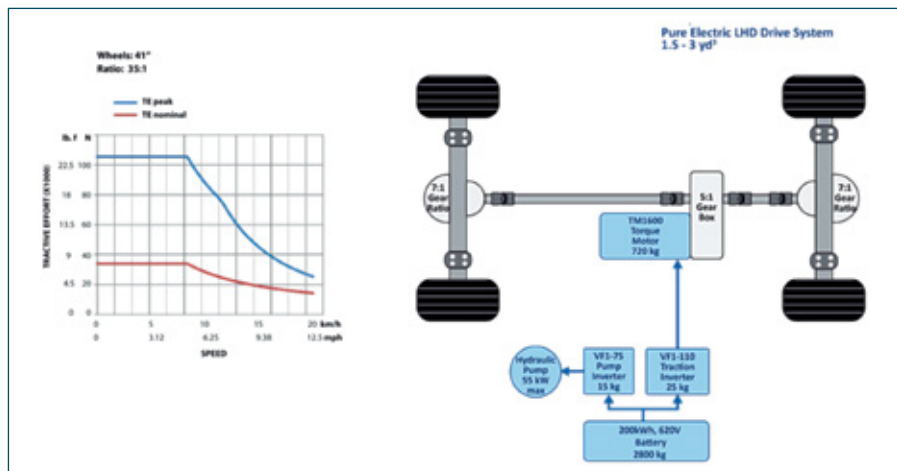 Pure Electric LHD Drive System
1.5 - 3 yd³
Wheels: 41"
Ratio: 35:1
TE peak
TE nominal
lb. f N
22.5 100
18 80
13.5 60
9 40
4.5 20
0 0
TRACTIVE EFFORT (X1000)
0 5 10 15 20 km/h
0 3.12 6.25 9.38 12.5 mph
SPEED
7:1
Gear
Ratio
5:1
Gear
Box
7:1
Gear
Ratio
TM1600
Torque
Motor
720 kg
Hydraulic
Pump
55 kW
max
VF1-75
Pump
Inverter
15 kg
VF1-110
Traction
Inverter
25 kg
200kWh, 620V
Battery
2800 kg